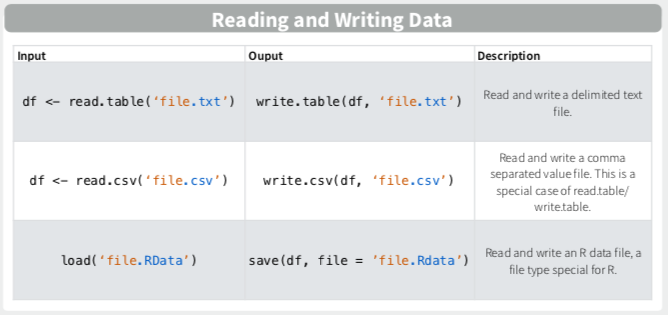 Reading and Writing Data
Input Ouput Description
df <- read.table(‘file.txt’) write.table(df, ‘file.txt’) Read and write a delimited text
file.
df <- read.csv(‘file.csv’) write.csv(df, ‘file.csv’) Read and write a comma
separated value file. This is a
special case of read.table/
write.table.
load(‘file.RData’) save(df, file = ’file.Rdata’) Read and write an R data file, a
file type special for R.